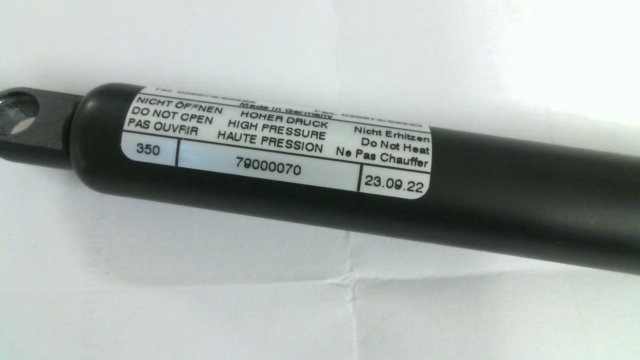 Made in Germany
NICHT ÖFFNEN HOHER DRUCK Nicht Erhitzen
DO NOT OPEN HIGH PRESSURE Do Not Heat
PAS OUVRIR HAUTE PRESSION Ne Pas Chauffer
350 79000070 23.09.22